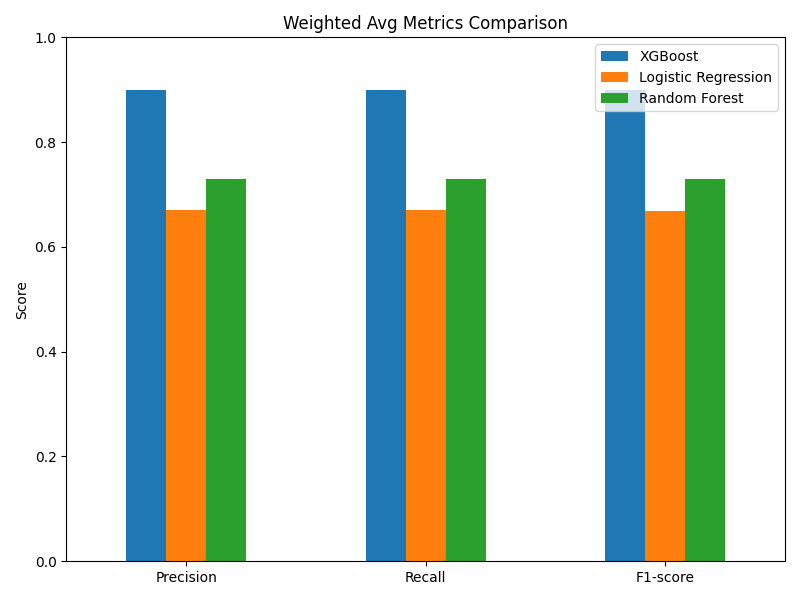 Weighted Avg Metrics Comparison
XGBoost
Logistic Regression
Random Forest
Score
1.0
0.8
0.6
0.4
0.2
0.0
Precision Recall F1-score